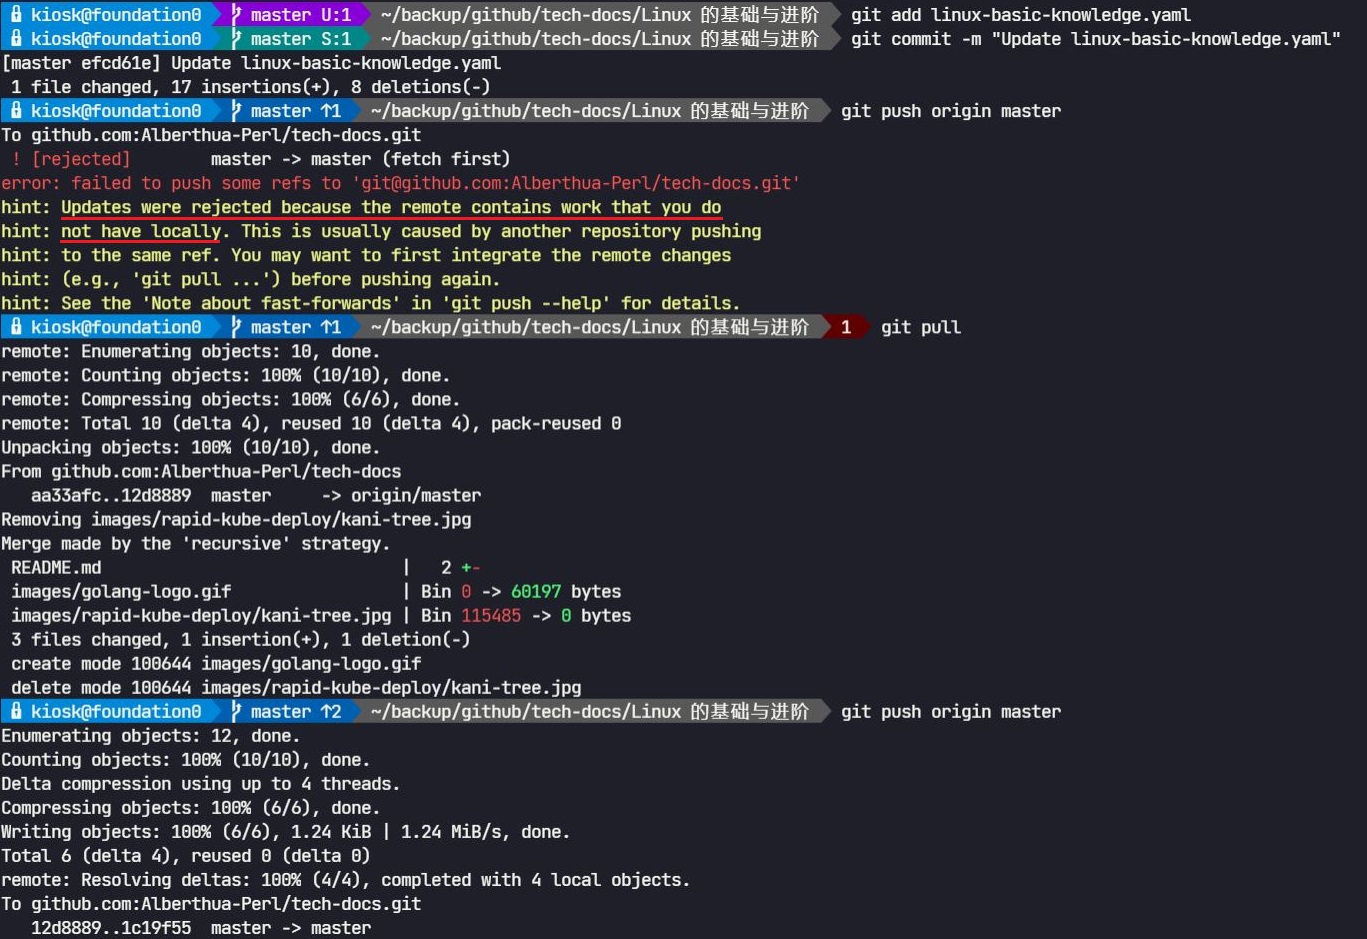 kiosk@foundation0 master U:1 ~/backup/github/tech-docs/Linux 的基础与进阶 git add linux-basic-knowledge.yaml
kiosk@foundation0 master S:1 ~/backup/github/tech-docs/Linux 的基础与进阶 git commit -m "Update linux-basic-knowledge.yaml"
[master efcd61e] Update linux-basic-knowledge.yaml
1 file changed, 17 insertions(+), 8 deletions(-)
kiosk@foundation0 master ↑1 ~/backup/github/tech-docs/Linux 的基础与进阶 git push origin master
To github.com:Alberthua-Perl/tech-docs.git
! [rejected] master -> master (fetch first)
error: failed to push some refs to 'git@github.com:Alberthua-Perl/tech-docs.git'
hint: Updates were rejected because the remote contains work that you do
hint: not have locally. This is usually caused by another repository pushing
hint: to the same ref. You may want to first integrate the remote changes
hint: (e.g., 'git pull ...') before pushing again.
hint: See the 'Note about fast-forwards' in 'git push --help' for details.
kiosk@foundation0 master ↑1 ~/backup/github/tech-docs/Linux 的基础与进阶 1 git pull
remote: Enumerating objects: 10, done.
remote: Counting objects: 100% (10/10), done.
remote: Compressing objects: 100% (6/6), done.
remote: Total 10 (delta 4), reused 10 (delta 4), pack-reused 0
Unpacking objects: 100% (10/10), done.
From github.com:Alberthua-Perl/tech-docs
aa33afc..12d8889 master -> origin/master
Removing images/rapid-kube-deploy/kani-tree.jpg
Merge made by the 'recursive' strategy.
README.md | 2 +-
images/golang-logo.gif | Bin 0 -> 60197 bytes
images/rapid-kube-deploy/kani-tree.jpg | Bin 115485 -> 0 bytes
3 files changed, 1 insertion(+), 1 deletion(-)
create mode 100644 images/golang-logo.gif
delete mode 100644 images/rapid-kube-deploy/kani-tree.jpg
kiosk@foundation0 master ↑2 ~/backup/github/tech-docs/Linux 的基础与进阶 git push origin master
Enumerating objects: 12, done.
Counting objects: 100% (10/10), done.
Delta compression using up to 4 threads.
Compressing objects: 100% (6/6), done.
Writing objects: 100% (6/6), 1.24 KiB | 1.24 MiB/s, done.
Total 6 (delta 4), reused 0 (delta 0)
remote: Resolving deltas: 100% (4/4), completed with 4 local objects.
To github.com:Alberthua-Perl/tech-docs.git
12d8889..1c19f55 master -> master